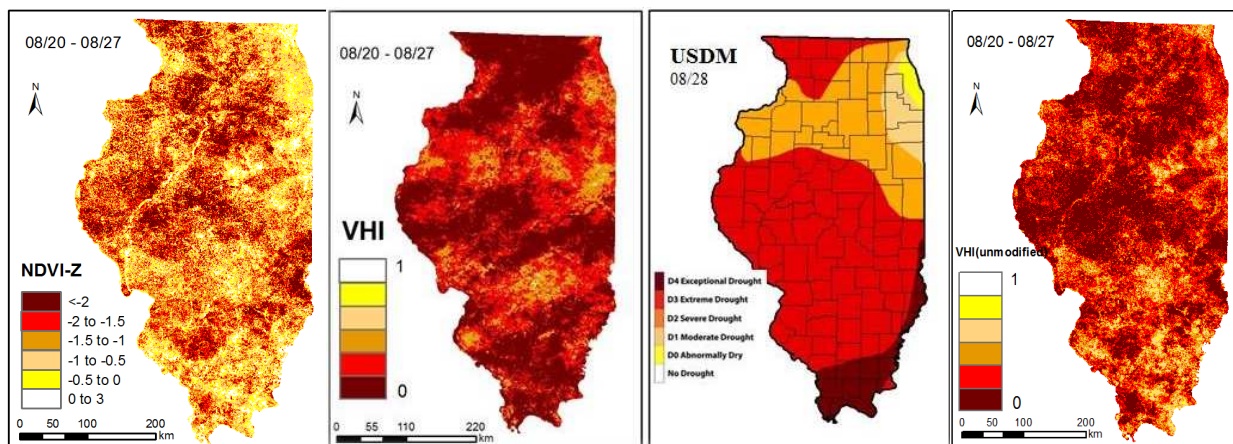 08/20 - 08/27
N
NDVI-Z
<-2
-2 to -1.5
-1.5 to -1
-1 to -0.5
-0.5 to 0
0 to 3
0 50 100 200
km
08/20 - 08/27
N
VHI
1
0
0 55 110 220
km
USDM
08/28
D4 Exceptional Drought
D3 Extreme Drought
D2 Severe Drought
D1 Moderate Drought
D0 Abnormally Dry
No Drought
08/20 - 08/27
N
VHI(unmodified)
1
0
0 50 100 200
km